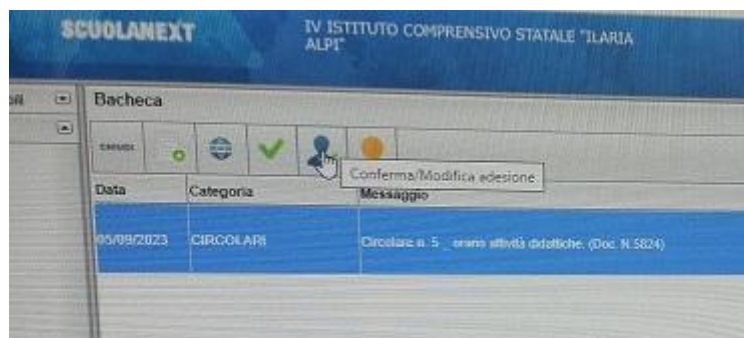 SCUOLANEXT
IV ISTITUTO COMPRENSIVO STATALE "ILARIA
ALPI"
Bacheca
CHIUDI
Conferma/Modifica adesione
Data Categoria Messaggio
05/09/2023 CIRCOLARI Circolare n. 5 _ orario attività didattiche. (Doc. N.5824)